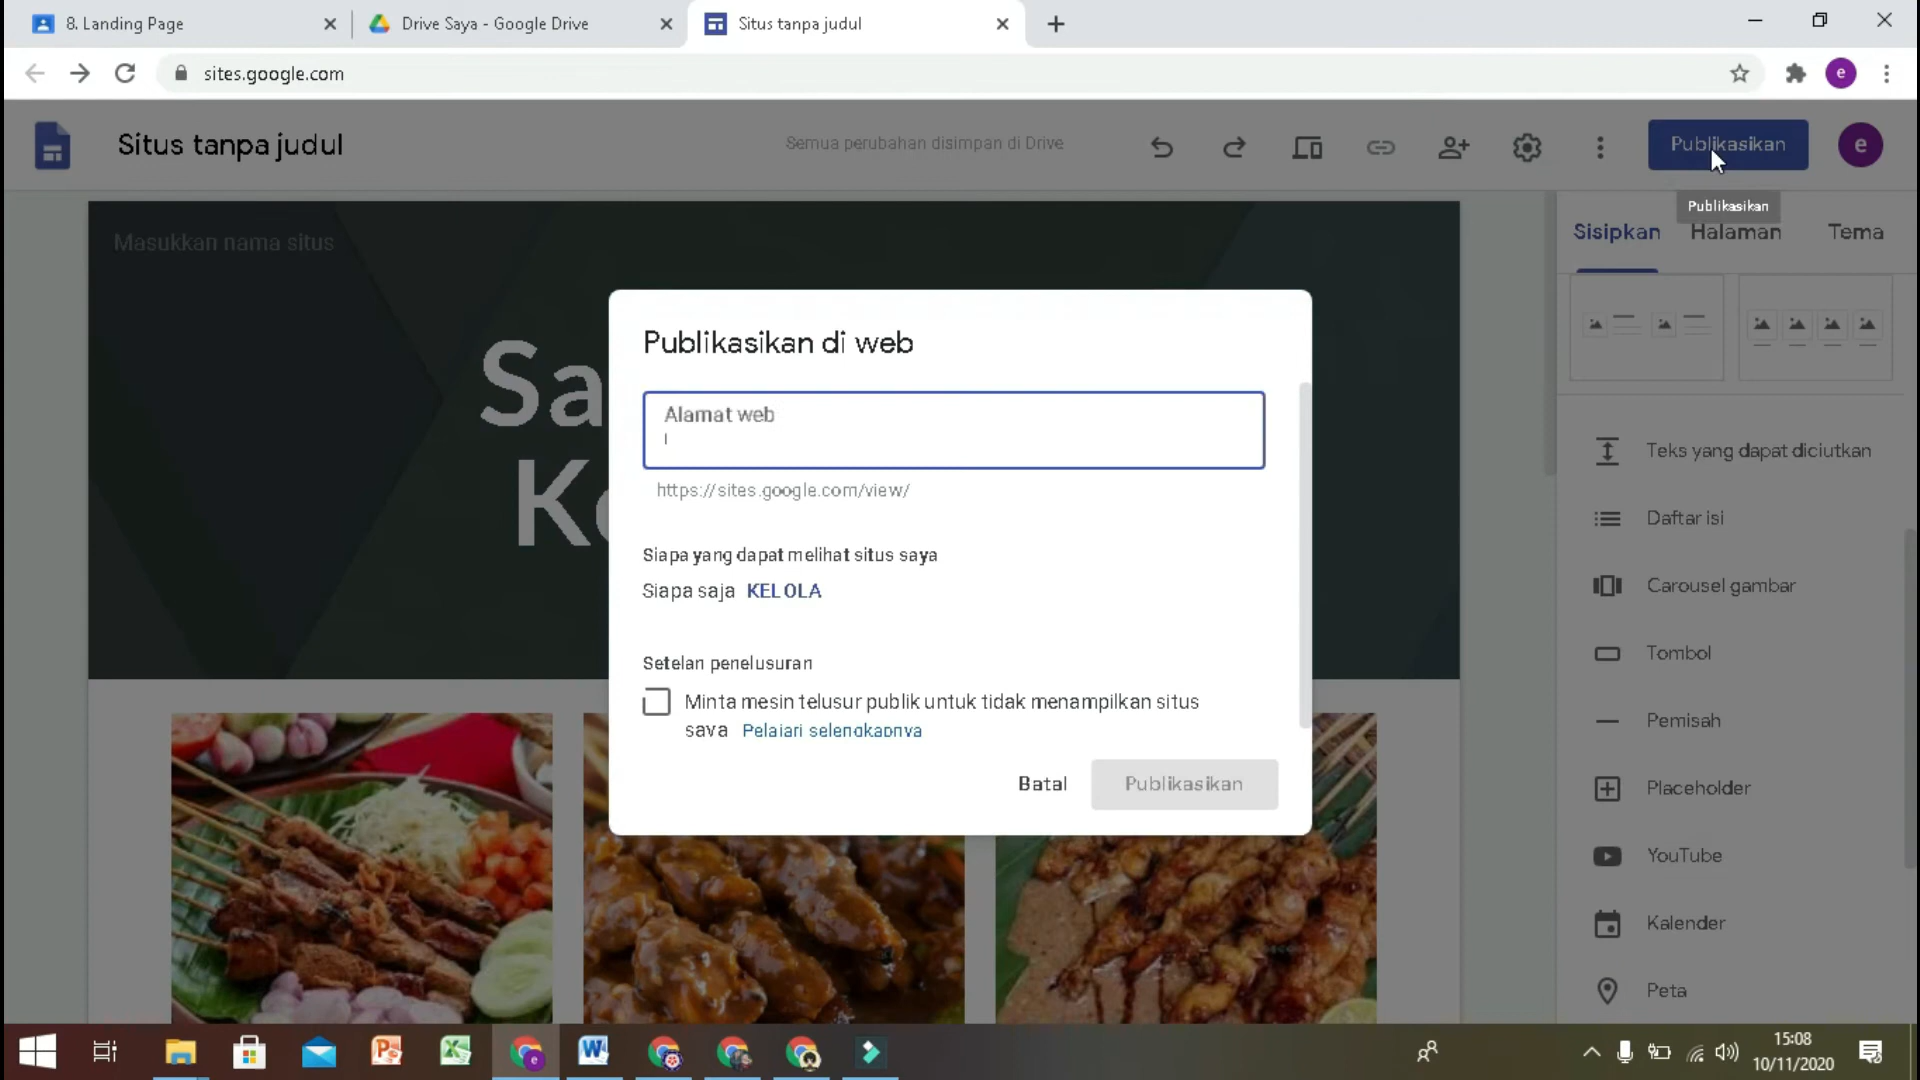 8. Landing Page
Drive Saya - Google Drive
Situs tanpa judul
sites.google.com
e
Situs tanpa judul
Semua perubahan disimpan di Drive
Publikasikan
e
Publikasikan
Masukkan nama situs
Sisipkan
Halaman
Tema
Sa
Ke
Publikasikan di web
Alamat web
https://sites.google.com/view/
Siapa yang dapat melihat situs saya
Siapa saja KELOLA
Setelan penelusuran
Minta mesin telusur publik untuk tidak menampilkan situs
saya Pelajari selengkapnya
Batal
Publikasikan
Teks yang dapat diciutkan
Daftar isi
Carousel gambar
Tombol
Pemisah
Placeholder
YouTube
Kalender
Peta
15:08
10/11/2020